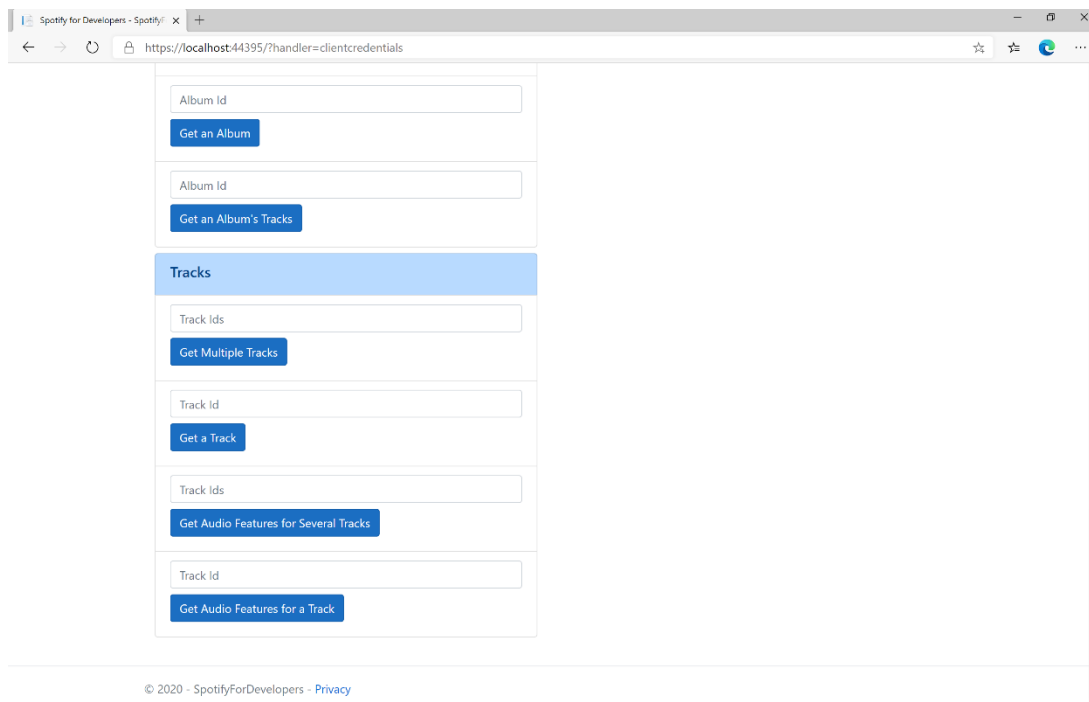 Spotify for Developers - Spotify
https://localhost:44395/?handler=clientcredentials
Album Id
Get an Album
Album Id
Get an Album's Tracks
Tracks
Track Ids
Get Multiple Tracks
Track Id
Get a Track
Track Ids
Get Audio Features for Several Tracks
Track Id
Get Audio Features for a Track
© 2020 - SpotifyForDevelopers - Privacy